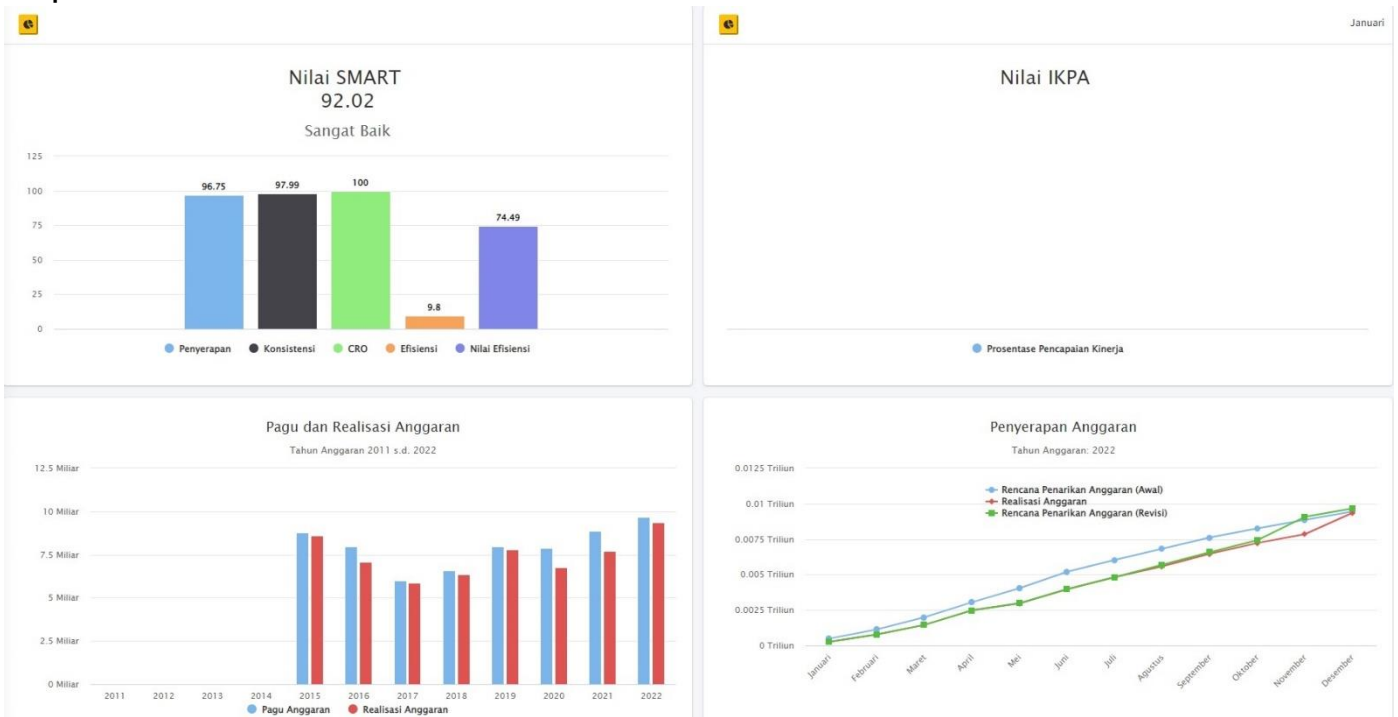 Januari
Nilai SMART
92.02
Sangat Baik
125
100
75
50
25
0
96.75
97.99
100
9.8
74.49
Penyerapan Konsistensi CRO Efisiensi Nilai Efisiensi
Nilai IKPA
Prosentase Pencapaian Kinerja
Pagu dan Realisasi Anggaran
Tahun Anggaran 2011 s.d. 2022
12.5 Miliar
10 Miliar
7.5 Miliar
5 Miliar
2.5 Miliar
0 Miliar
2011 2012 2013 2014 2015 2016 2017 2018 2019 2020 2021 2022
Pagu Anggaran Realisasi Anggaran
Penyerapan Anggaran
Tahun Anggaran: 2022
0.0125 Triliun
0.01 Triliun
0.0075 Triliun
0.005 Triliun
0.0025 Triliun
0 Triliun
Rencana Penarikan Anggaran (Awal)
Realisasi Anggaran
Rencana Penarikan Anggaran (Revisi)
Januari Februari Maret April Mei Juni Juli Agustus September Oktober November Desember